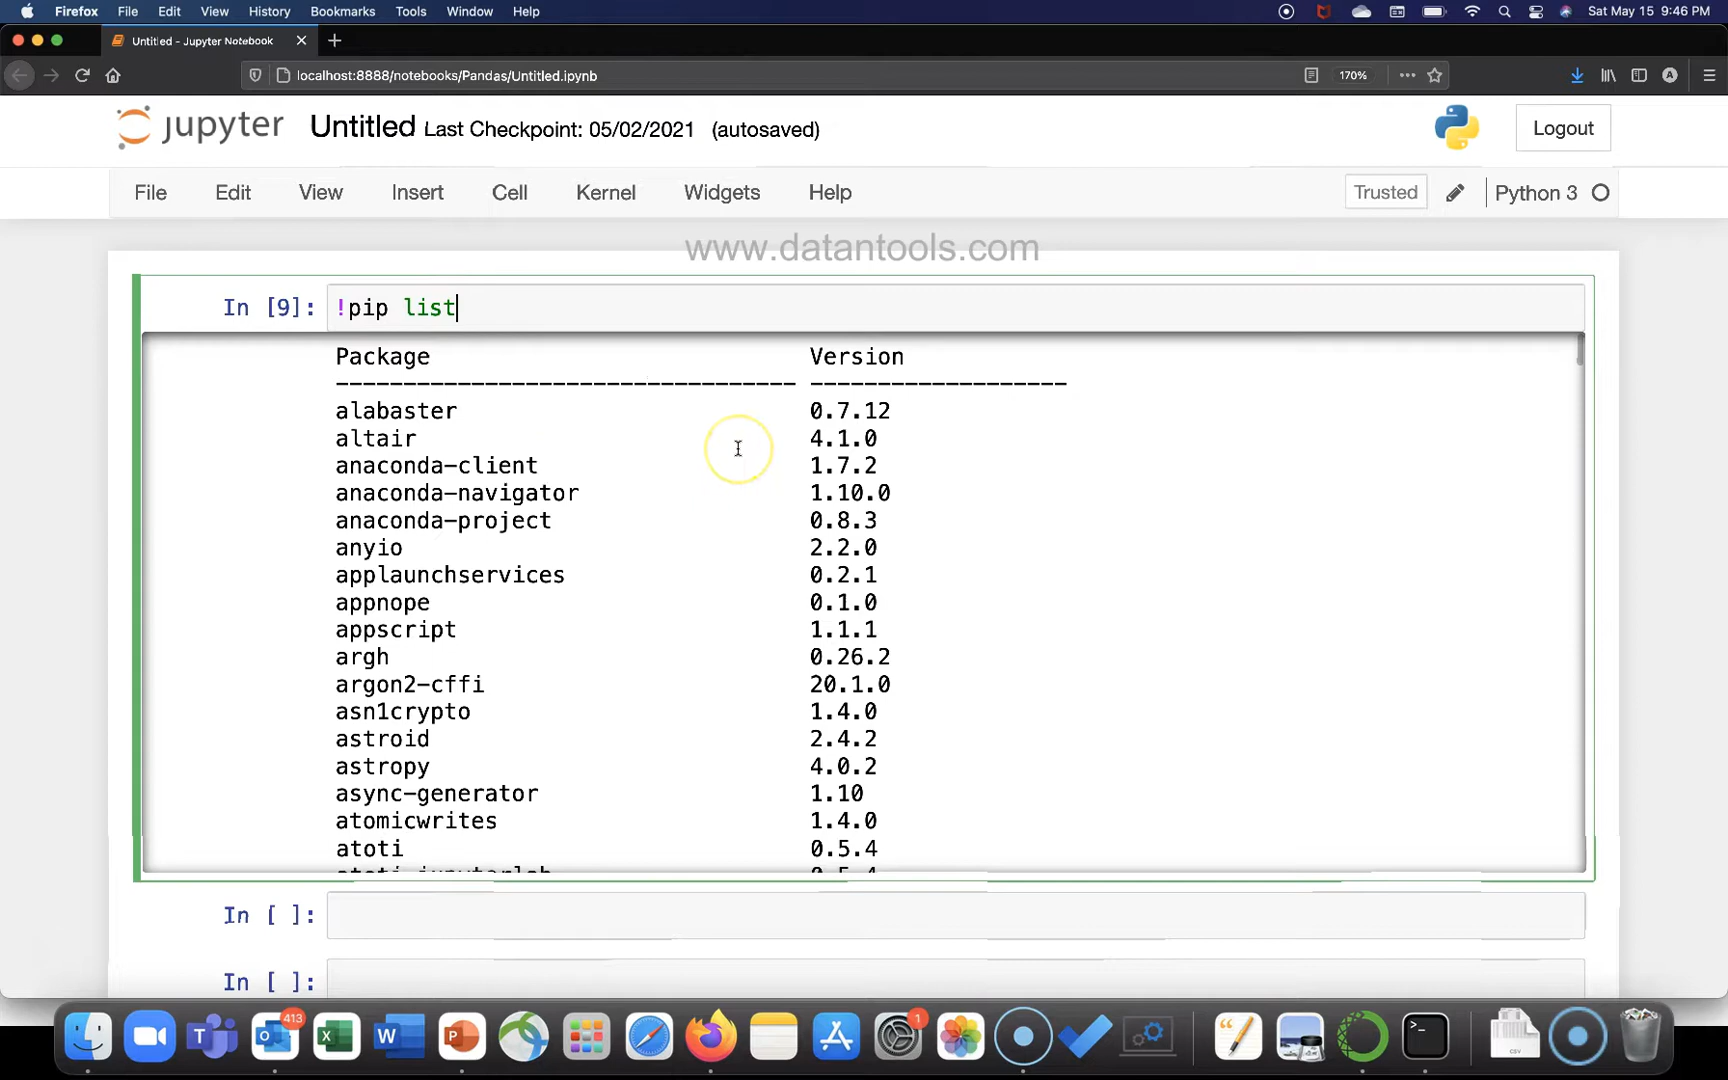 Firefox File Edit View History Bookmarks Tools Window Help Sat May 15 9:46 PM
Untitled - Jupyter Notebook
localhost:8888/notebooks/Pandas/Untitled.ipynb 170%
jupyter Untitled Last Checkpoint: 05/02/2021 (autosaved) Logout
File Edit View Insert Cell Kernel Widgets Help Trusted Python 3
www.datantools.com
In [9]: !pip list
Package Version
---------------------------------- -------------------
alabaster 0.7.12
altair 4.1.0
anaconda-client 1.7.2
anaconda-navigator 1.10.0
anaconda-project 0.8.3
anyio 2.2.0
applaunchservices 0.2.1
appnope 0.1.0
appscript 1.1.1
argh 0.26.2
argon2-cffi 20.1.0
asn1crypto 1.4.0
astroid 2.4.2
astropy 4.0.2
async-generator 1.10
atomicwrites 1.4.0
atoti 0.5.4
In [ ]:
In [ ]:
413
1
CSV